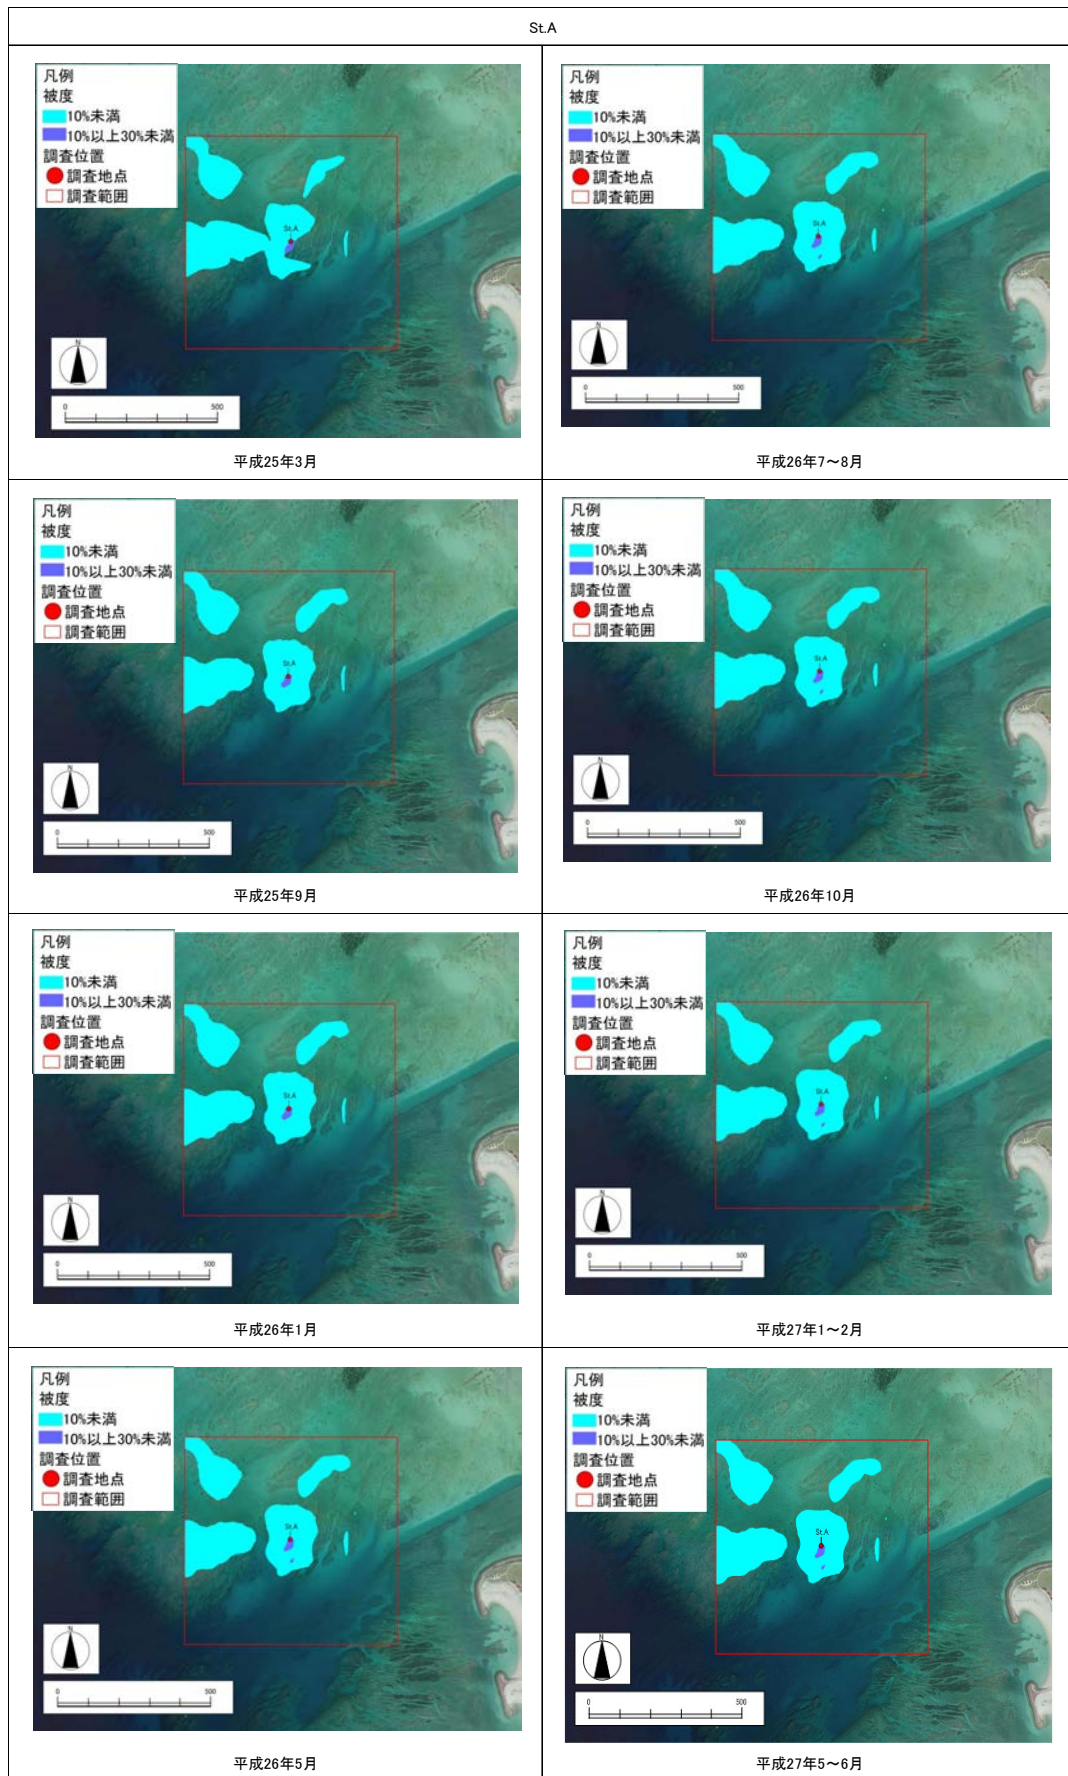 St.A
凡例
被度
10%未満
10%以上30%未満
調査位置
調査地点
調査範囲
St.A
N
0 500
平成25年3月
凡例
被度
10%未満
10%以上30%未満
調査位置
調査地点
調査範囲
St.A
N
0 500
平成26年7～8月
凡例
被度
10%未満
10%以上30%未満
調査位置
調査地点
調査範囲
St.A
N
0 500
平成25年9月
凡例
被度
10%未満
10%以上30%未満
調査位置
調査地点
調査範囲
St.A
N
0 500
平成26年10月
凡例
被度
10%未満
10%以上30%未満
調査位置
調査地点
調査範囲
St.A
N
0 500
平成26年1月
凡例
被度
10%未満
10%以上30%未満
調査位置
調査地点
調査範囲
St.A
N
0 500
平成27年1～2月
凡例
被度
10%未満
10%以上30%未満
調査位置
調査地点
調査範囲
St.A
N
0 500
平成26年5月
凡例
被度
10%未満
10%以上30%未満
調査位置
調査地点
調査範囲
St.A
N
0 500
平成27年5～6月